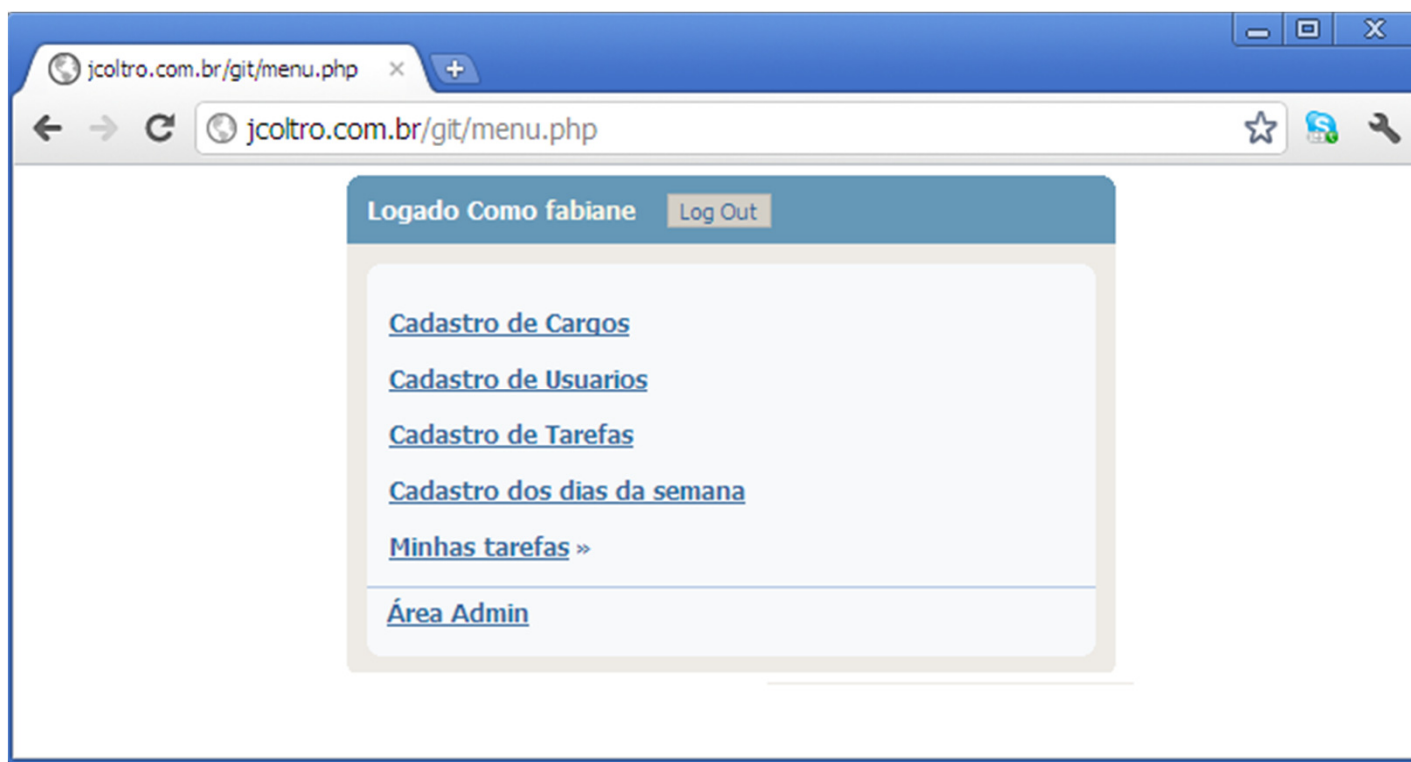 jcoltro.com.br/git/menu.php
jcoltro.com.br/git/menu.php
Logado Como fabiane Log Out
Cadastro de Cargos
Cadastro de Usuarios
Cadastro de Tarefas
Cadastro dos dias da semana
Minhas tarefas »
Área Admin